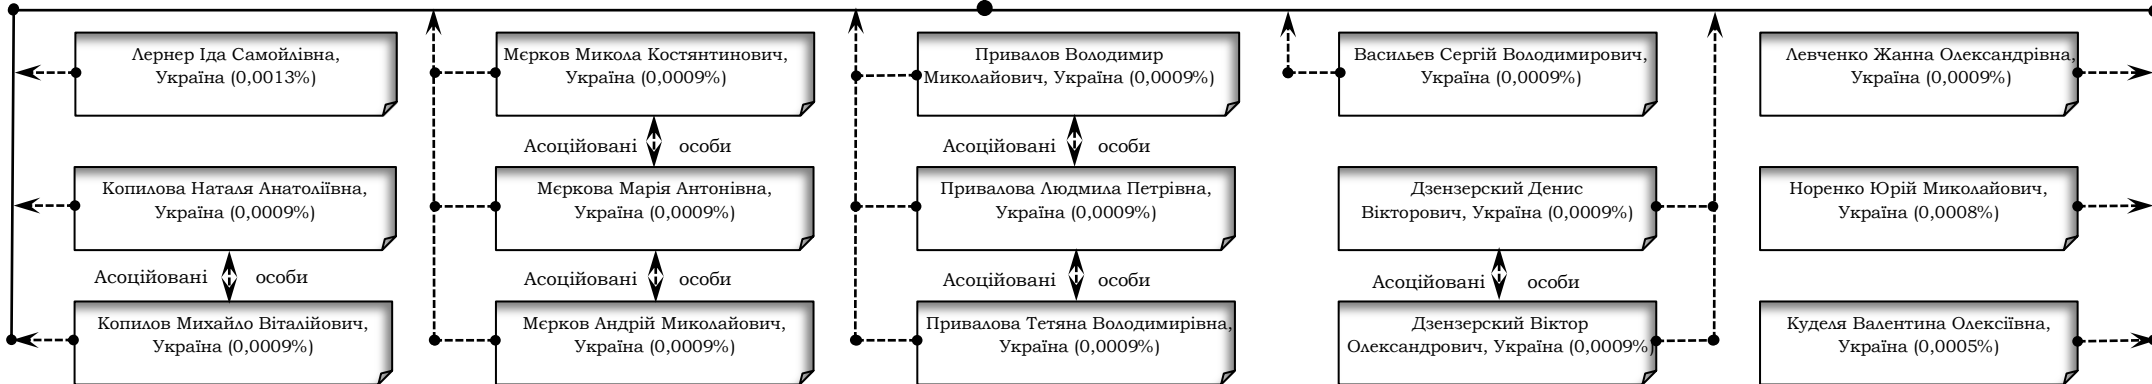 Лернер Іда Самойлівна,
Україна (0,0013%)
Мєрков Микола Костянтинович,
Україна (0,0009%)
Привалов Володимир
Миколайович, Україна (0,0009%)
Васильев Сергій Володимирович,
Україна (0,0009%)
Левченко Жанна Олександрівна,
Україна (0,0009%)
Асоційовані особи
Асоційовані особи
Копилова Наталя Анатоліївна,
Україна (0,0009%)
Мєркова Марія Антонівна,
Україна (0,0009%)
Привалова Людмила Петрівна,
Україна (0,0009%)
Дзензерский Денис
Вікторович, Україна (0,0009%)
Норенко Юрій Миколайович,
Україна (0,0008%)
Асоційовані особи
Асоційовані особи
Асоційовані особи
Асоційовані особи
Копилов Михайло Віталійович,
Україна (0,0009%)
Мєрков Андрій Миколайович,
Україна (0,0009%)
Привалова Тетяна Володимирівна,
Україна (0,0009%)
Дзензерский Віктор
Олександрович, Україна (0,0009%)
Куделя Валентина Олексіївна,
Україна (0,0005%)